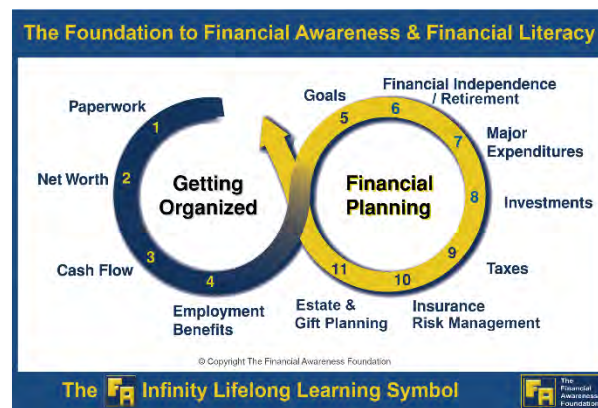 The Foundation to Financial Awareness & Financial Literacy
Paperwork
1
Net Worth
2
Cash Flow
3
Employment
Benefits
4
Getting
Organized
Goals
5
Financial Independence
/ Retirement
6
Major
Expenditures
7
Investments
8
Taxes
9
Insurance
Risk Management
10
Estate &
Gift Planning
11
Financial
Planning
© Copyright The Financial Awareness Foundation
The FA Infinity Lifelong Learning Symbol
FA
The
Financial
Awareness
Foundation